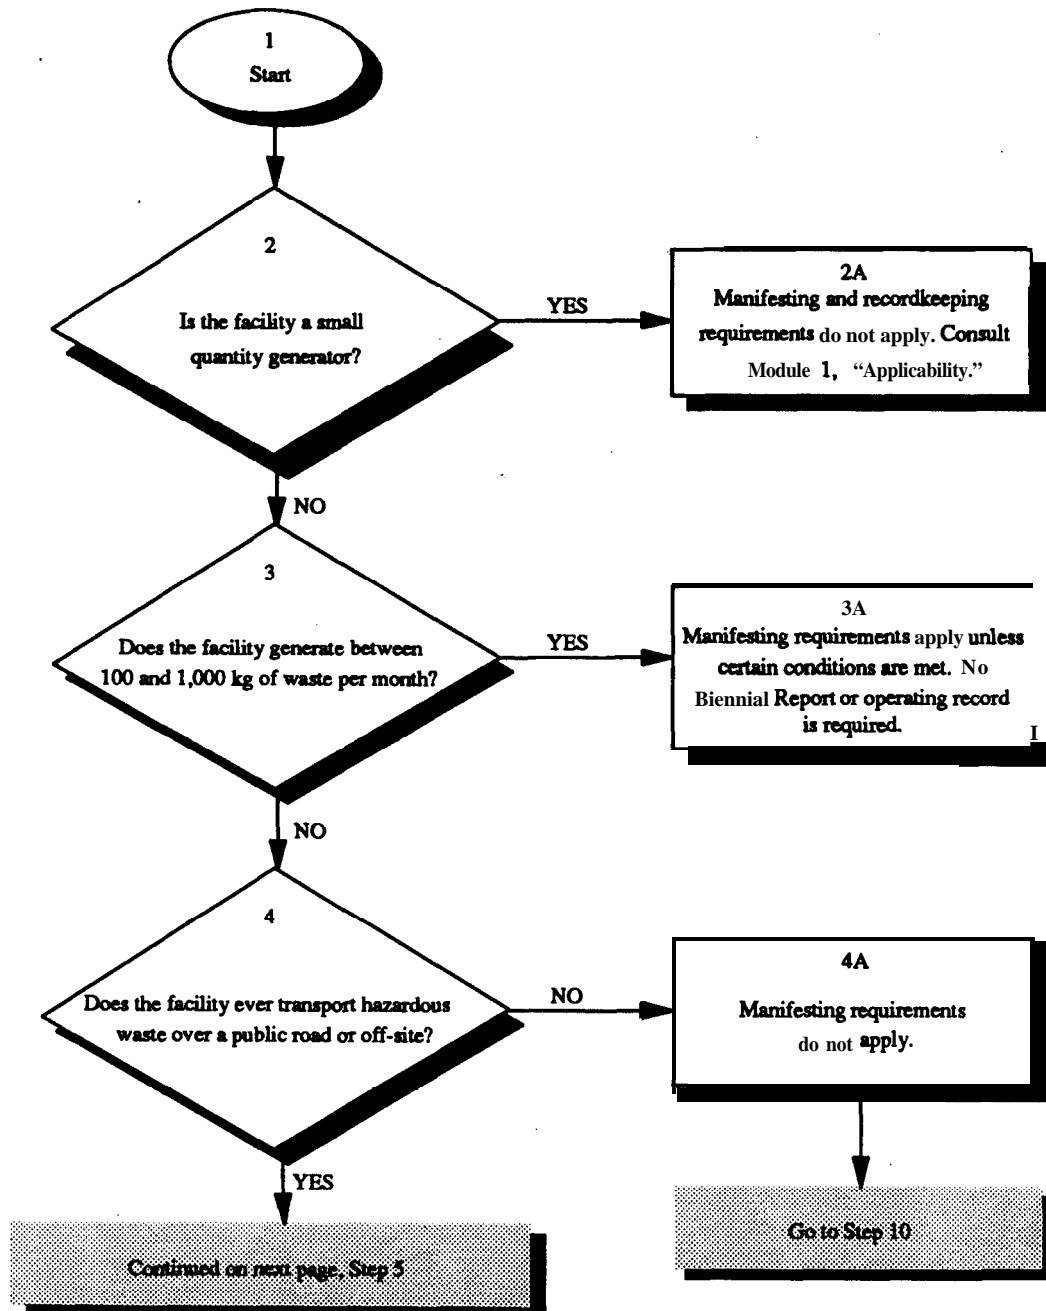 1
Start
2
Is the facility a small
quantity generator?
YES
2A
Manifesting and recordkeeping
requirements do not apply. Consult
Module 1, “Applicability.”
NO
3
Does the facility generate between
100 and 1,000 kg of waste per month?
YES
3A
Manifesting requirements apply unless
certain conditions are met. No
Biennial Report or operating record
is required.
I
NO
4
Does the facility ever transport hazardous
waste over a public road or off-site?
NO
4A
Manifesting requirements
do not apply.
YES
Go to Step 10
Continued on next page, Step 5